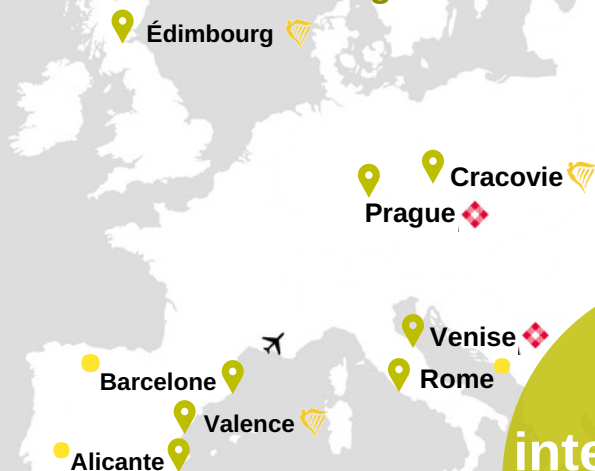 Édimbourg
Cracovie
Prague
Venise
Rome
Barcelone
Valence
Alicante
inte